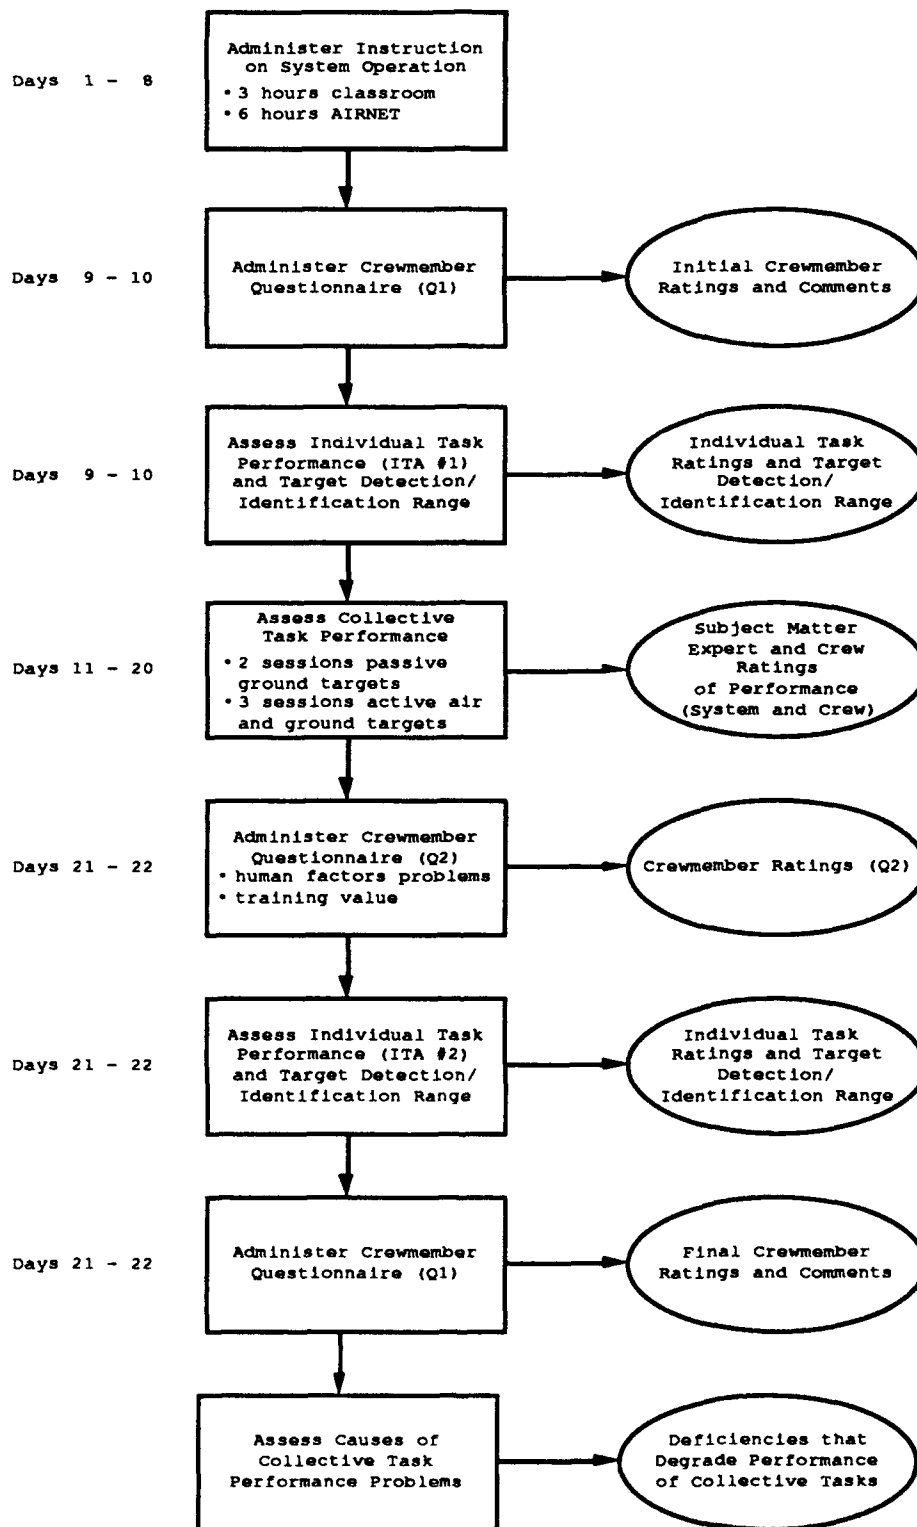 Administer Instruction
on System Operation
• 3 hours classroom
• 6 hours AIRNET
Days 1 - 8
Administer Crewmember
Questionnaire (Q1)
Days 9 - 10
Initial Crewmember
Ratings and Comments
Assess Individual Task
Performance (ITA #1)
and Target Detection/
Identification Range
Days 9 - 10
Individual Task
Ratings and Target
Detection/
Identification Range
Assess Collective
Task Performance
• 2 sessions passive
ground targets
• 3 sessions active air
and ground targets
Days 11 - 20
Subject Matter
Expert and Crew
Ratings
of Performance
(System and Crew)
Administer Crewmember
Questionnaire (Q2)
• human factors problems
• training value
Days 21 - 22
Crewmember Ratings (Q2)
Assess Individual Task
Performance (ITA #2)
and Target Detection/
Identification Range
Days 21 - 22
Individual Task
Ratings and Target
Detection/
Identification Range
Administer Crewmember
Questionnaire (Q1)
Days 21 - 22
Final Crewmember
Ratings and Comments
Assess Causes of
Collective Task
Performance Problems
Deficiencies that
Degrade Performance
of Collective Tasks